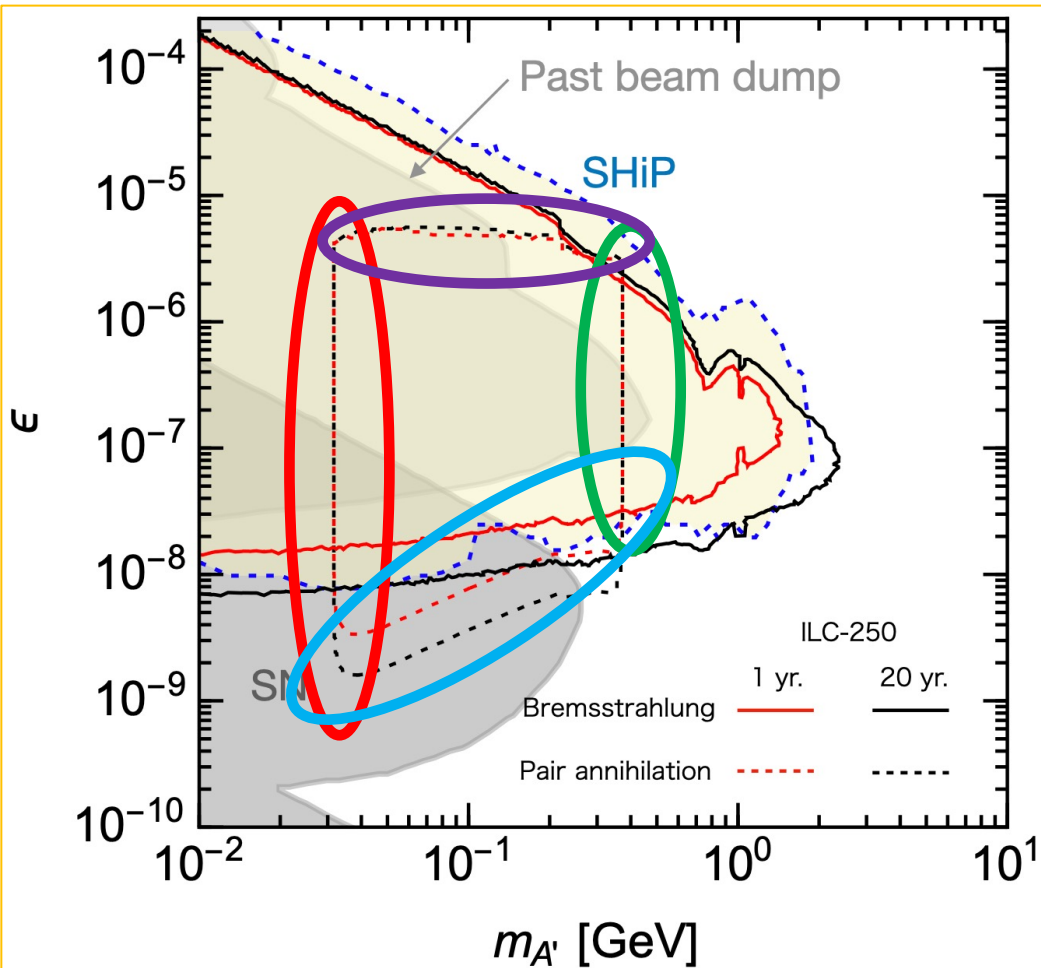 10⁻⁴
Past beam dump
10⁻⁵
SHiP
10⁻⁶
ϵ
10⁻⁷
10⁻⁸
ILC-250
1 yr.
20 yr.
SN
10⁻⁹
Bremsstrahlung
Pair annihilation
10⁻¹⁰
10⁻²
10⁻¹
10⁰
10¹
m_A' [GeV]